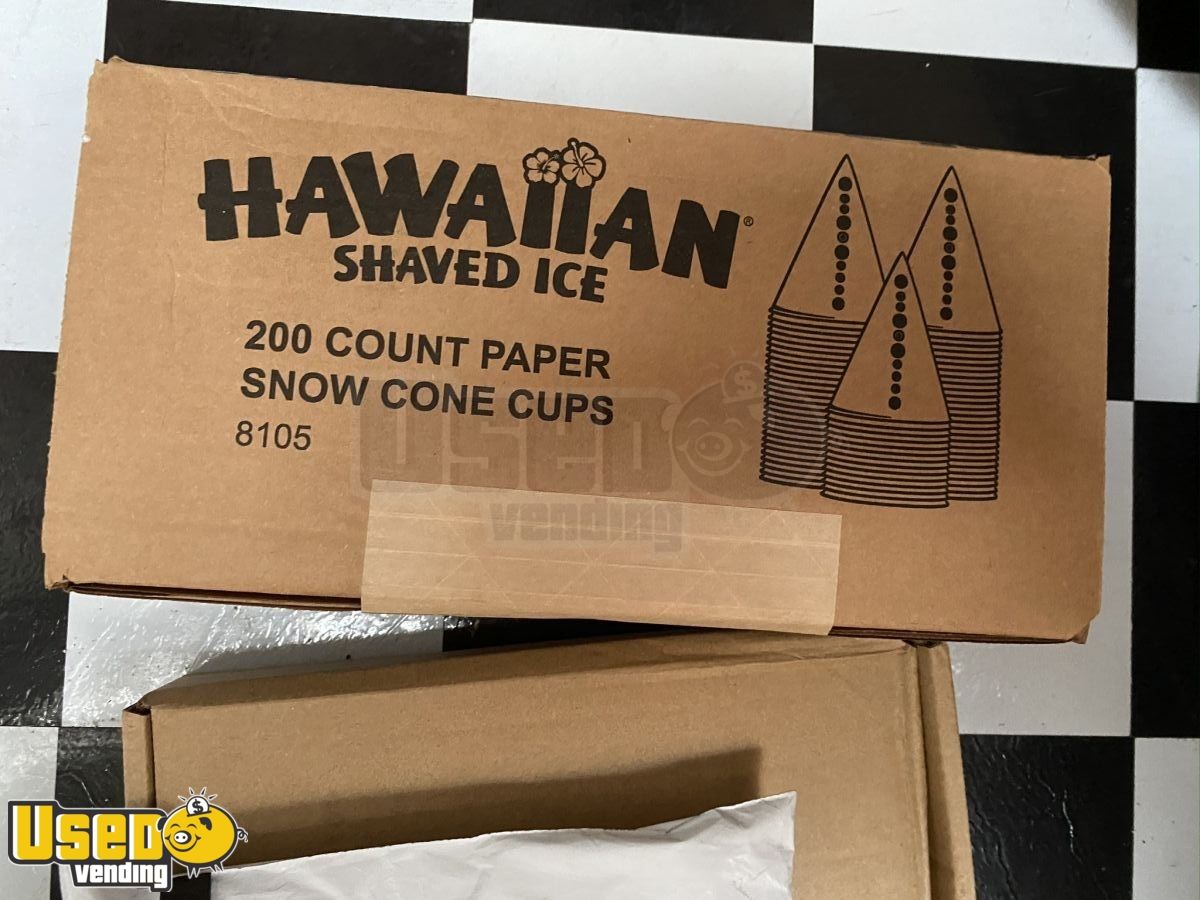 HAWAIIAN®
SHAVED ICE
200 COUNT PAPER
SNOW CONE CUPS
8105
USED
vending
$
USED
vending
$